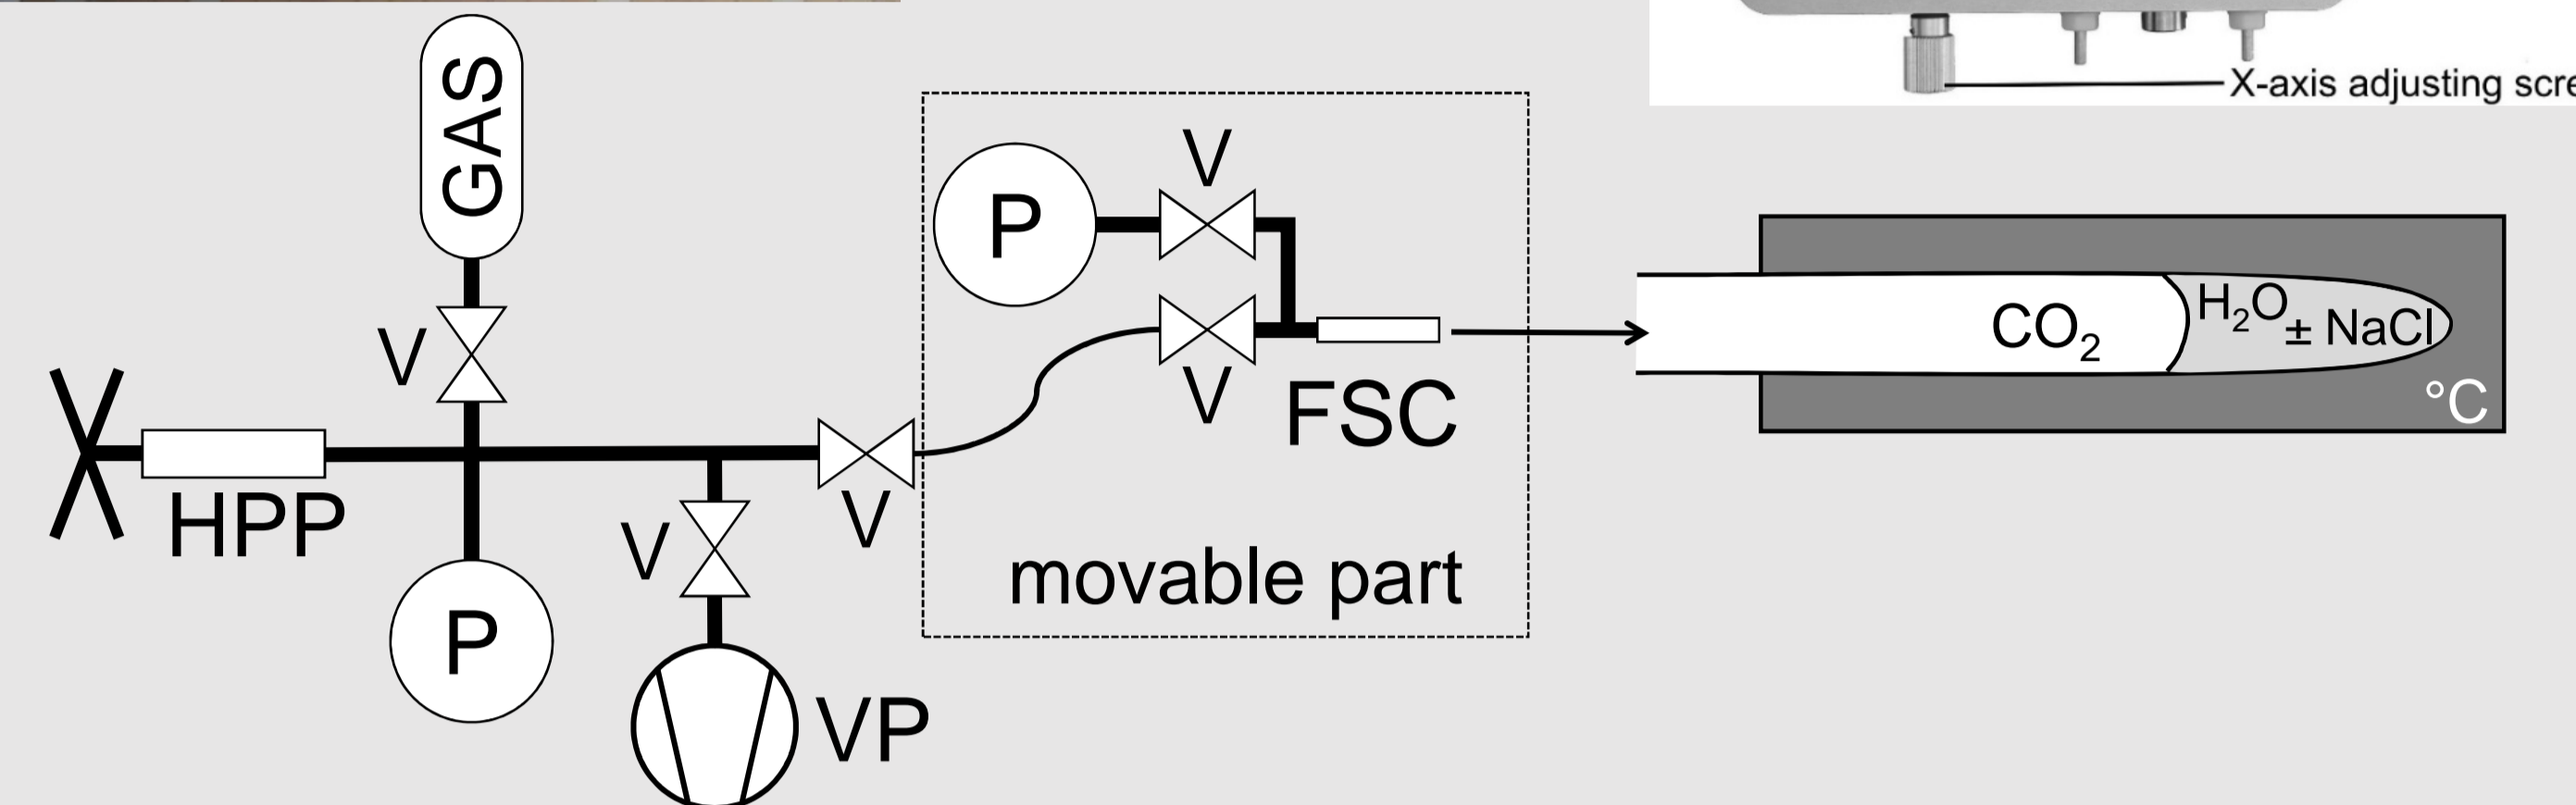 GAS
V
HPP
P
V
VP
V
P
V
V
FSC
movable part
X-axis adjusting scre
CO₂
H₂O
± NaCl
°C